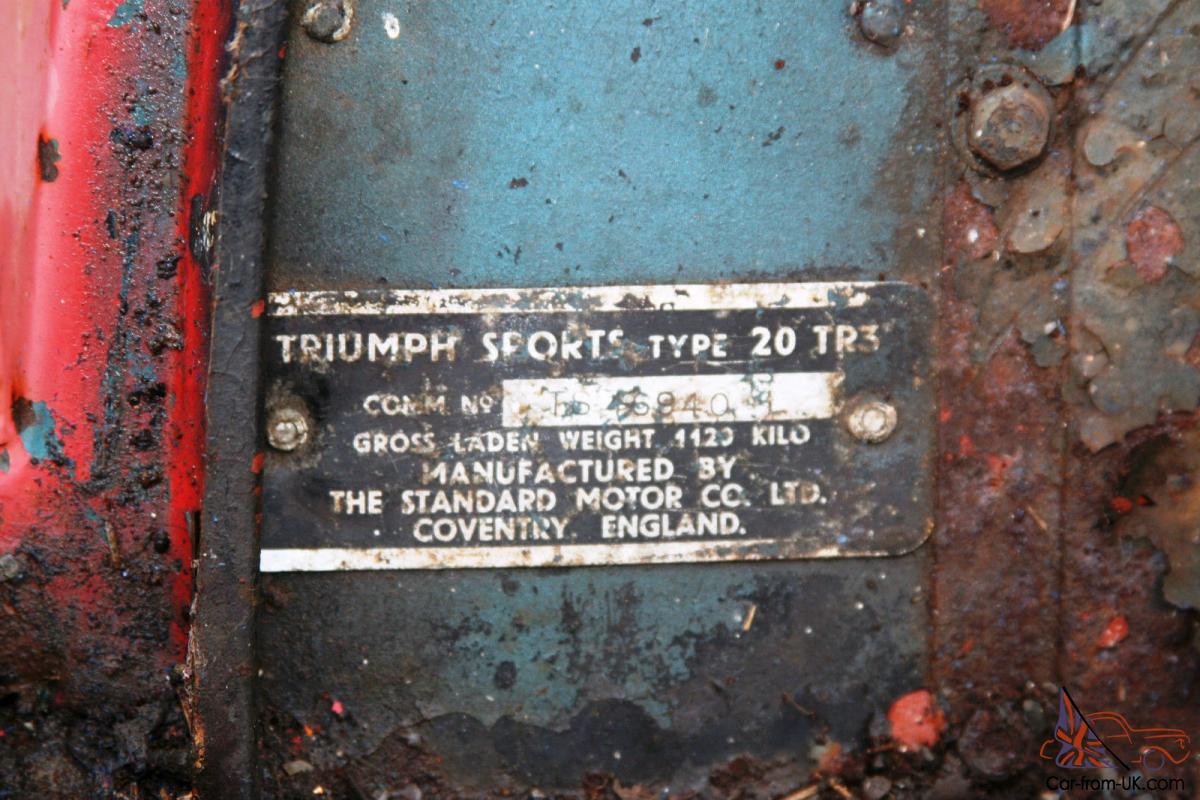 TRIUMPH SPORTS TYPE 20 TR3
COMM. Nº L
GROSS LADEN WEIGHT KILO
MANUFACTURED BY
THE STANDARD MOTOR CO. LTD.
COVENTRY ENGLAND.
Car-from-UK.com